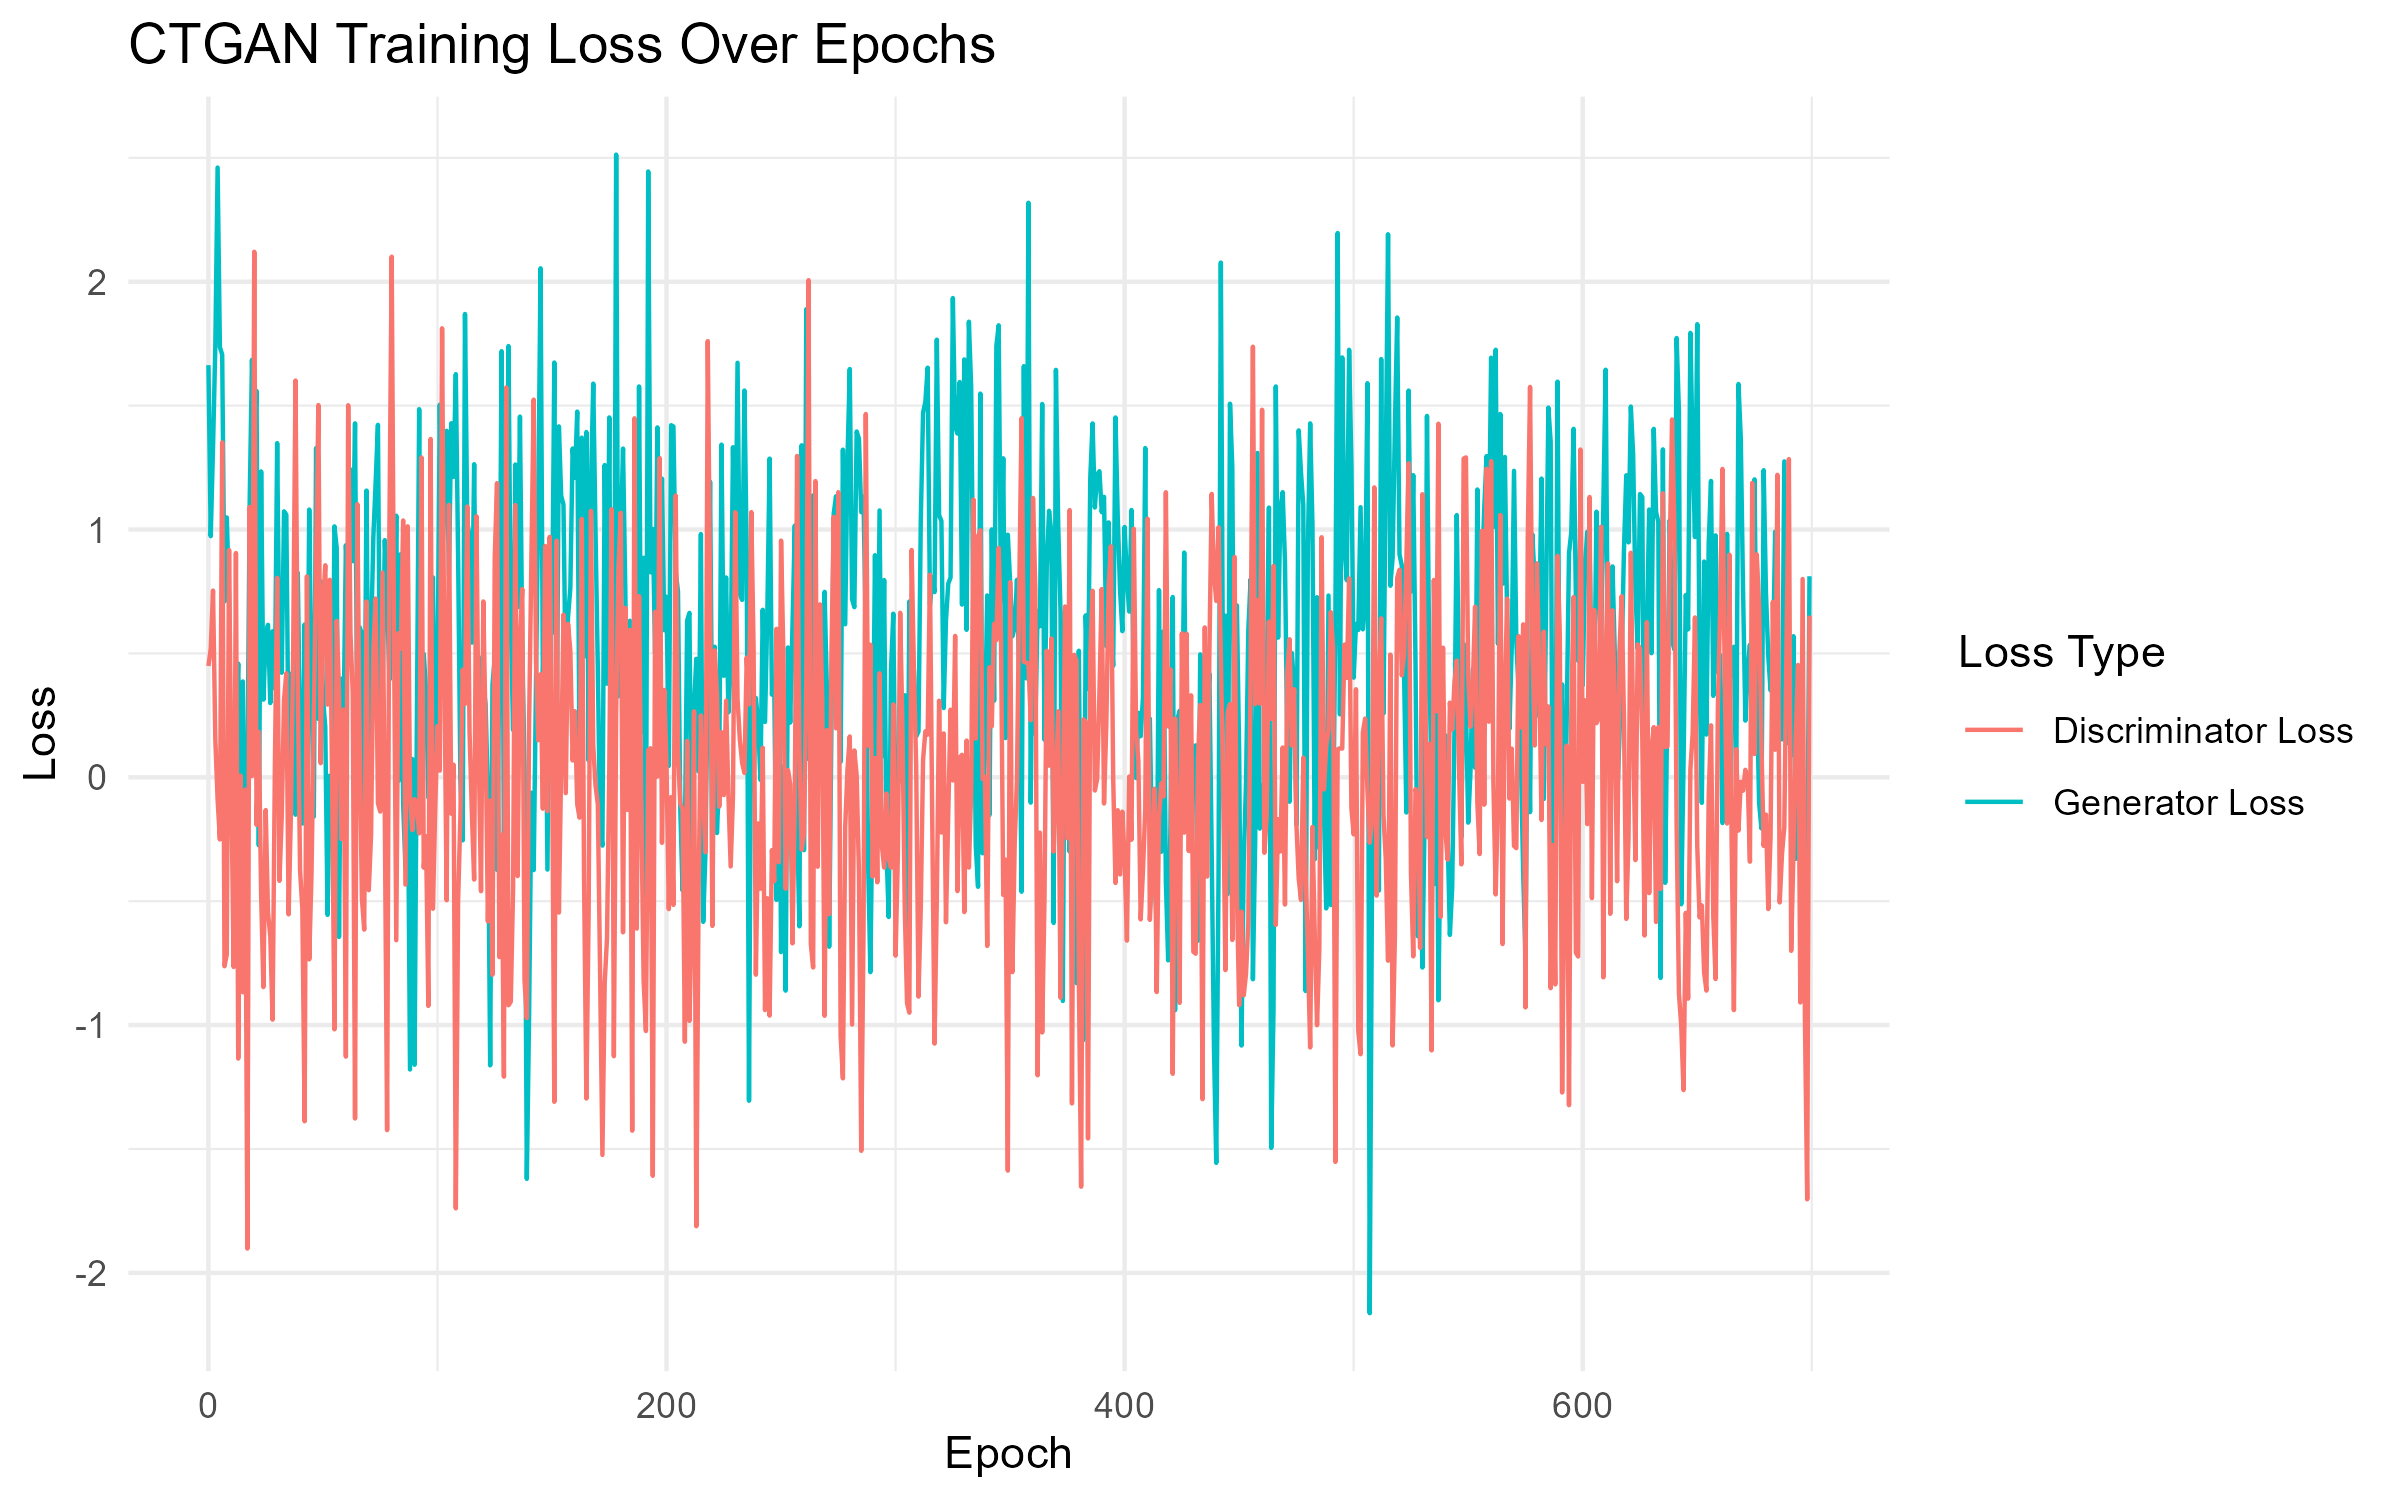 CTGAN Training Loss Over Epochs
2
1
0
-1
-2
Loss
0
200
400
600
Epoch
Loss Type
Discriminator Loss
Generator Loss